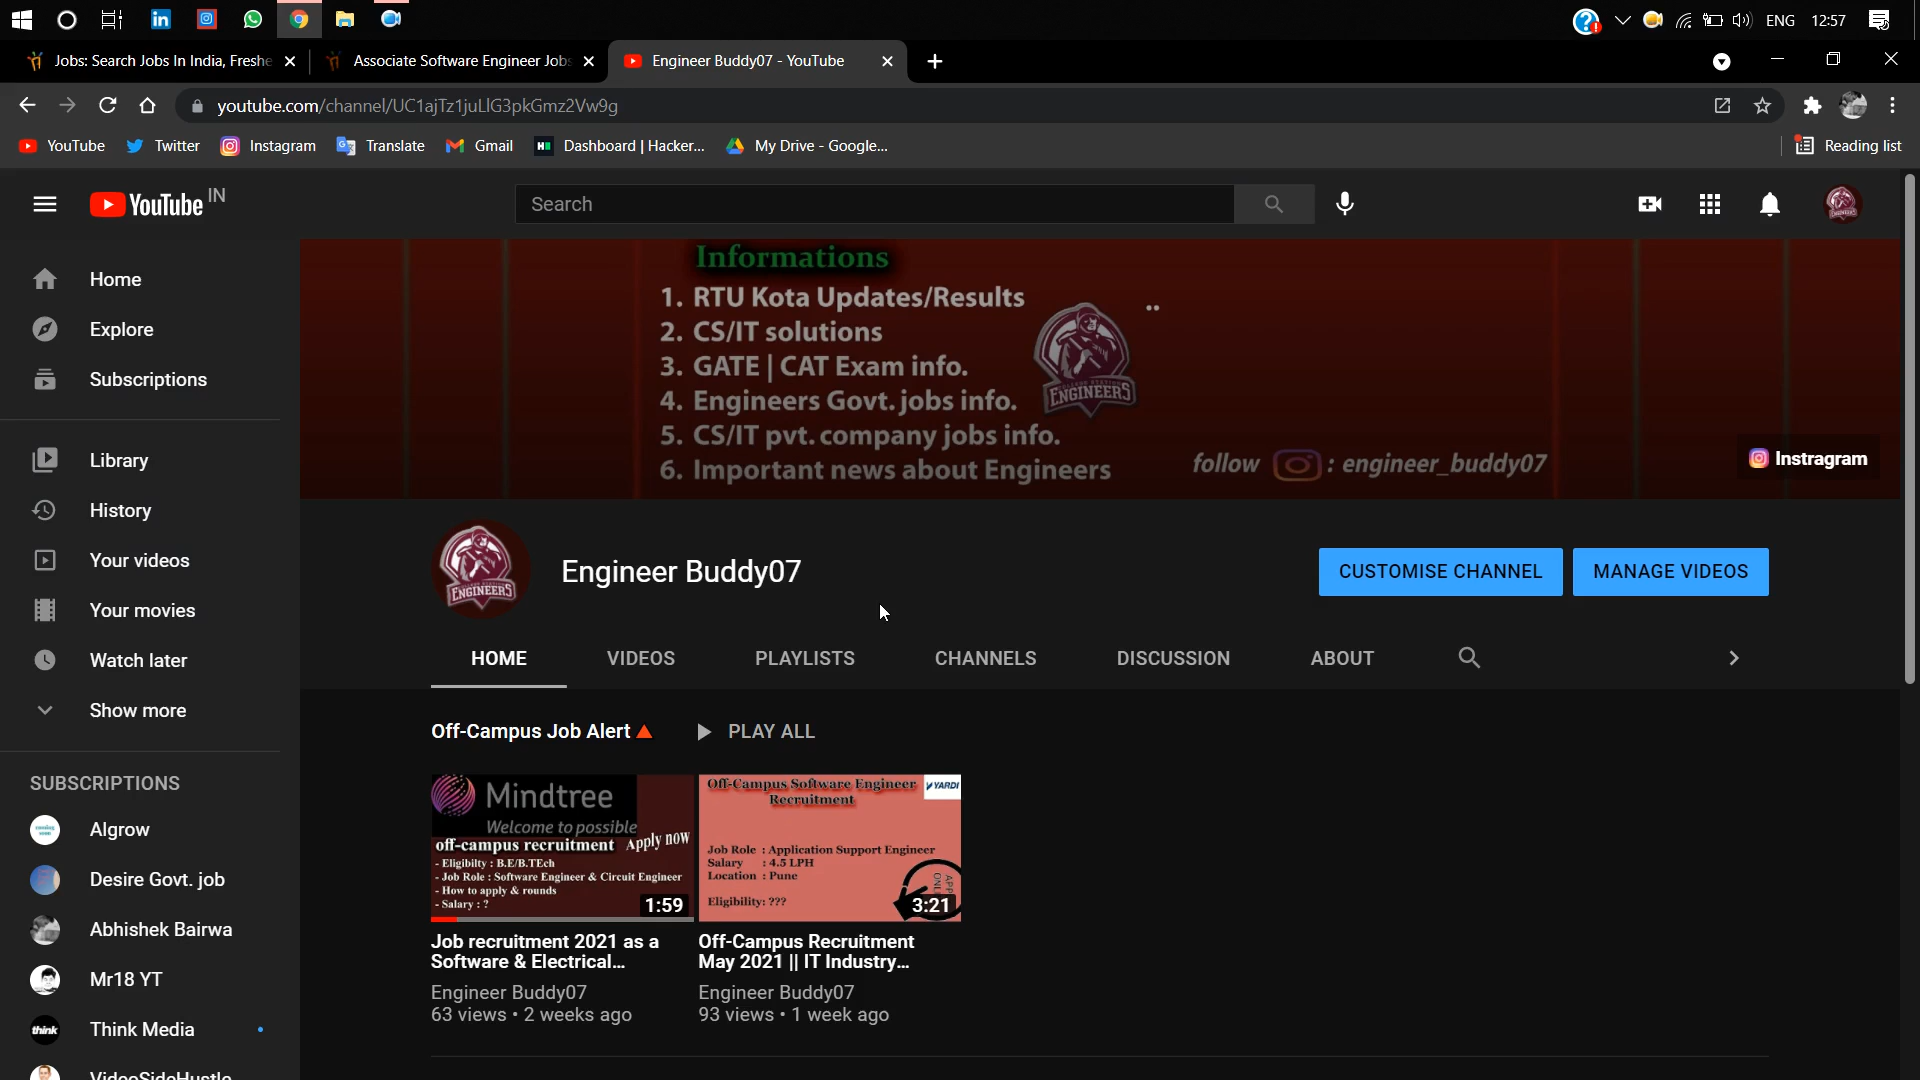 ENG 12:57
Jobs: Search Jobs In India, Freshe
Associate Software Engineer Jobs
Engineer Buddy07 - YouTube
youtube.com/channel/UC1ajTz1juLlG3pkGmz2Vw9g
YouTube Twitter Instagram Translate Gmail Dashboard | Hacker... My Drive - Google... Reading list
YouTube IN
Search
Home
Explore
Subscriptions
Library
History
Your videos
Your movies
Watch later
Show more
SUBSCRIPTIONS
Algrow
Desire Govt. job
Abhishek Bairwa
Mr18 YT
Think Media
Informations
1. RTU Kota Updates/Results
2. CS/IT solutions
3. GATE | CAT Exam info.
4. Engineers Govt. jobs info.
5. CS/IT pvt. company jobs info.
6. Important news about Engineers
ENGINEERS
follow : engineer_buddy07
Instragram
ENGINEERS
Engineer Buddy07
CUSTOMISE CHANNEL
MANAGE VIDEOS
HOME VIDEOS PLAYLISTS CHANNELS DISCUSSION ABOUT
Off-Campus Job Alert
PLAY ALL
Mindtree
Welcome to possible
off-campus recruitment Apply now
- Eligibilty : B.E/B.TEch
- Job Role : Software Engineer & Circuit Engineer
- How to apply & rounds
- Salary : ?
1:59
Job recruitment 2021 as a
Software & Electrical...
Engineer Buddy07
63 views • 2 weeks ago
Off-Campus Software Engineer
Recruitment
YARDI
Job Role : Application Support Engineer
Salary : 4.5 LPH
Location : Pune
Eligibility: ???
3:21
Off-Campus Recruitment
May 2021 || IT Industry...
Engineer Buddy07
93 views • 1 week ago